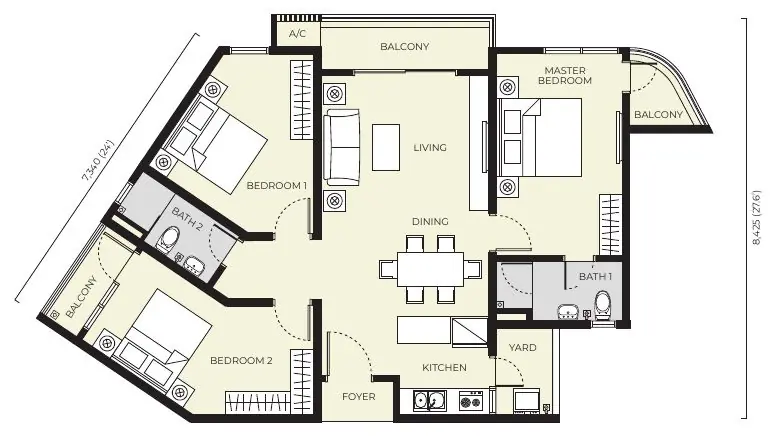 A/C
BALCONY
MASTER
BEDROOM
BALCONY
7,340 (24')
LIVING
BEDROOM 1
BATH 2
DINING
8,425 (27.6')
BALCONY
BATH 1
BEDROOM 2
KITCHEN
YARD
FOYER